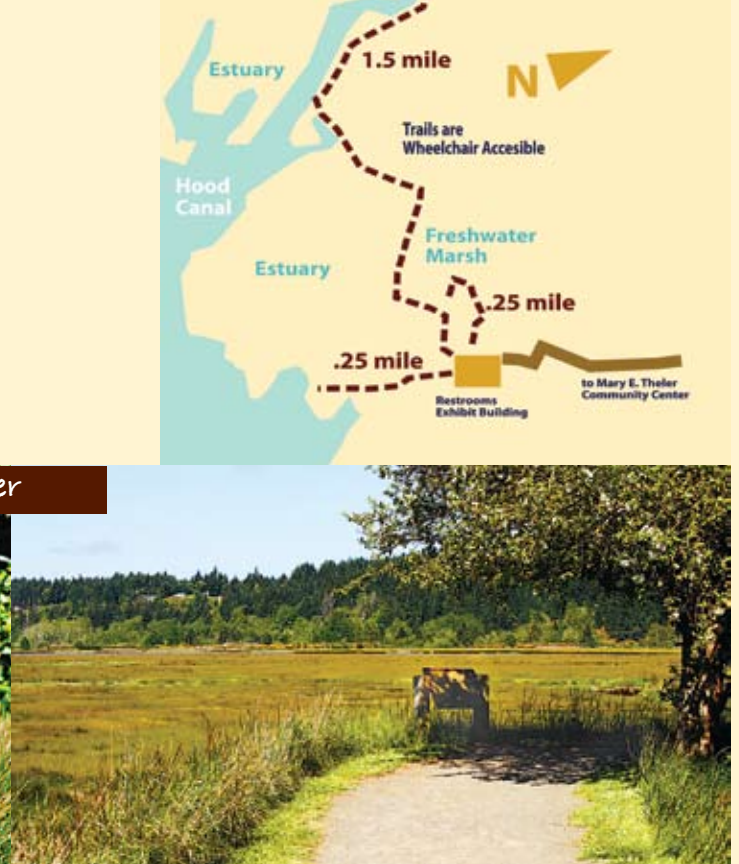 1.5 mile
Estuary
N
Trails are
Wheelchair Accesible
Hood
Canal
Freshwater
Marsh
Estuary
.25 mile
.25 mile
to Mary E. Theler
Community Center
Restrooms
Exhibit Building
er